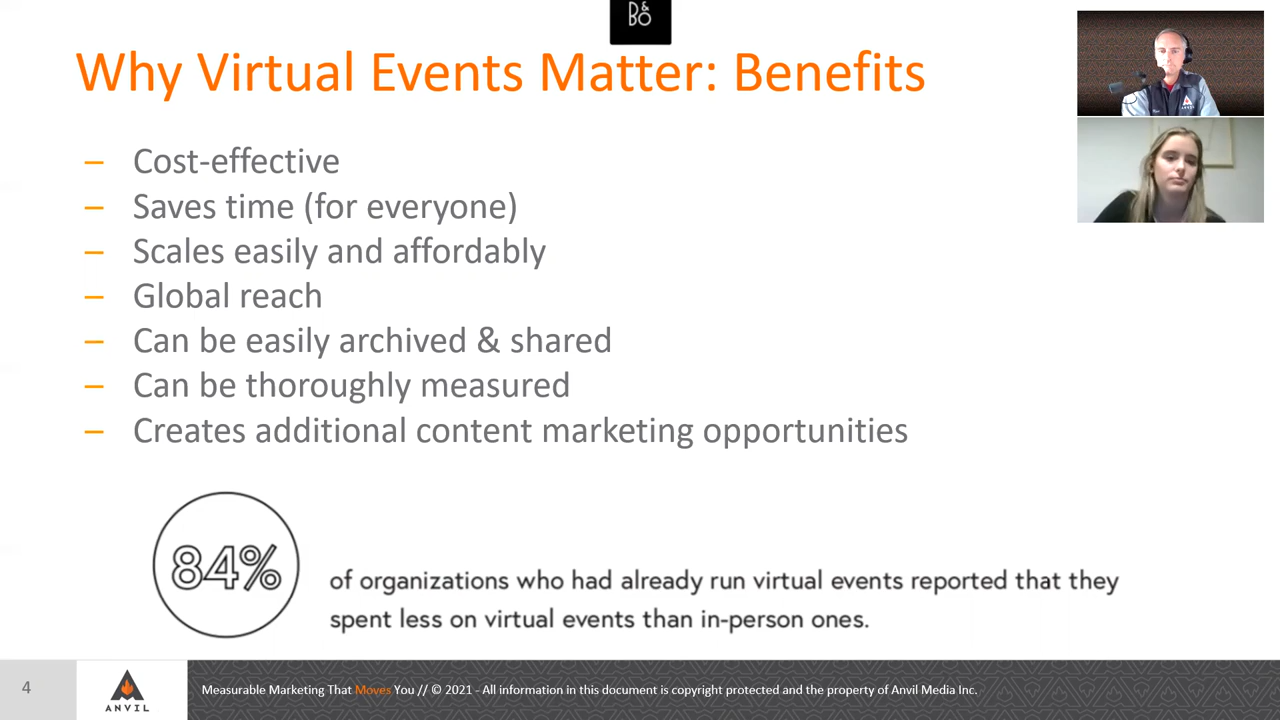 D&
BO
Why Virtual Events Matter: Benefits
– Cost-effective
– Saves time (for everyone)
– Scales easily and affordably
– Global reach
– Can be easily archived & shared
– Can be thoroughly measured
– Creates additional content marketing opportunities
84%
of organizations who had already run virtual events reported that they
spent less on virtual events than in-person ones.
4
ANVIL
Measurable Marketing That Moves You // © 2021 - All information in this document is copyright protected and the property of Anvil Media Inc.
ANVIL